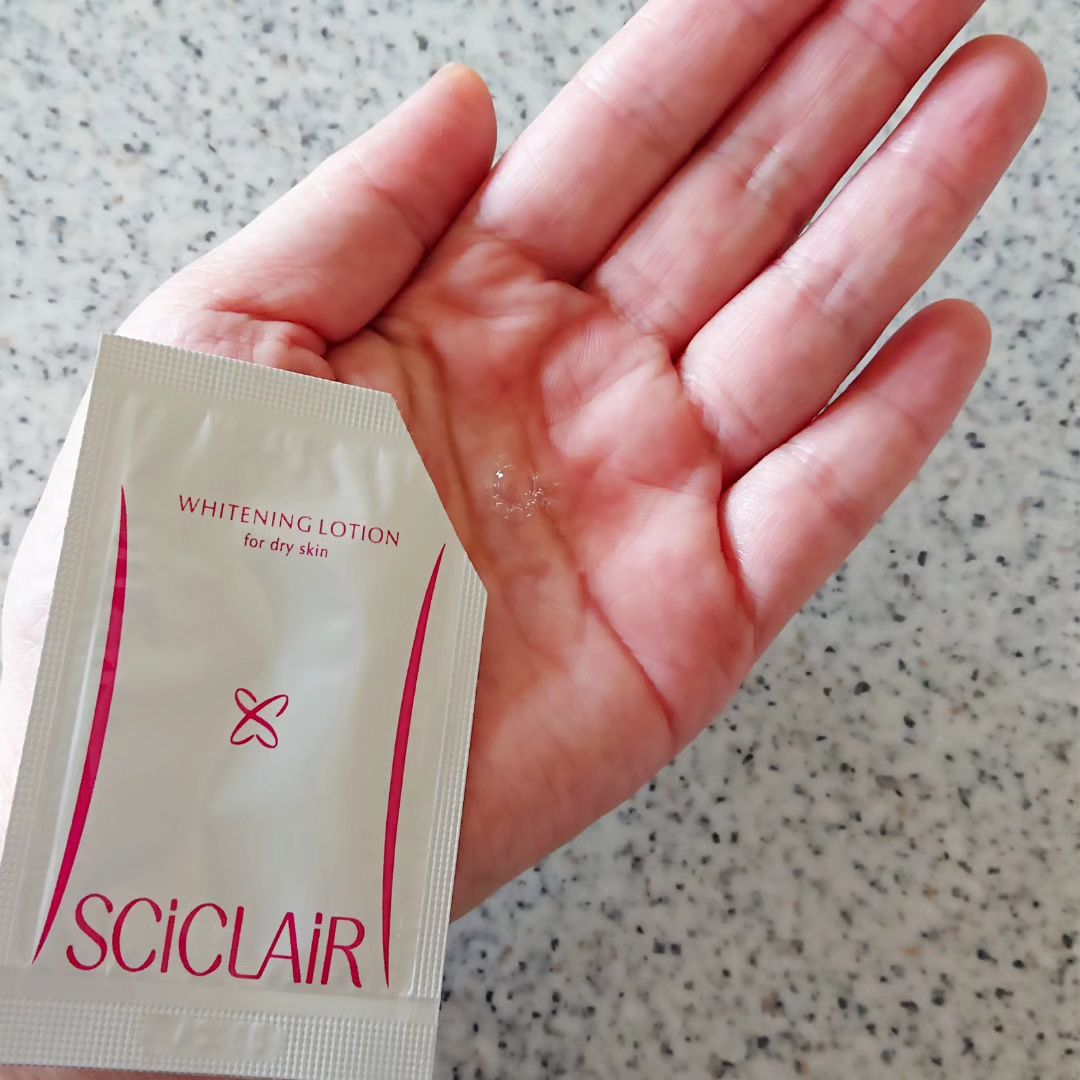 WHITENING LOTION
for dry skin
SCiCLAiR